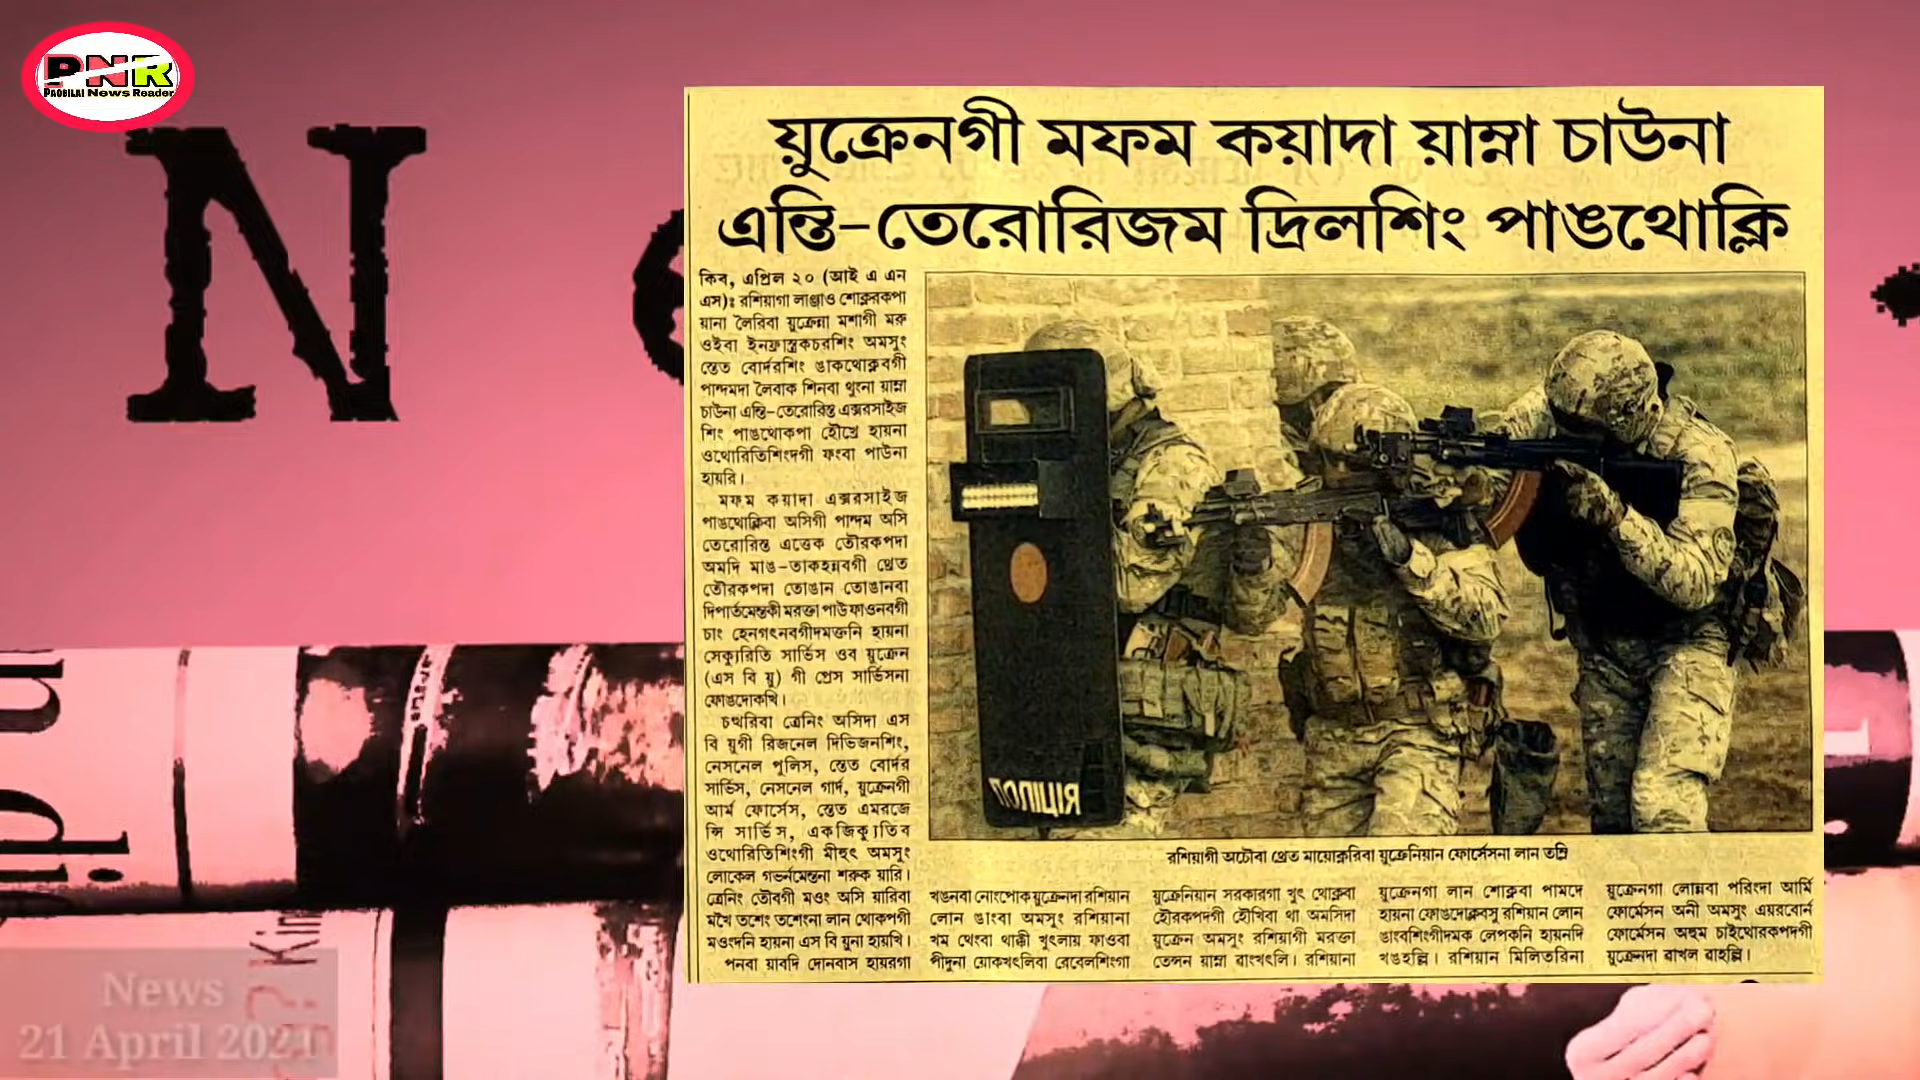 PNR
PAOBILAI News Reader
N
e
য়ুক্রেনগী মফম কয়াদা য়াম্না চাউনা
এন্তি-তেরোরিজম দ্রিলশিং পাঙথোক্লি
কিব, এপ্রিল ২০ (আই এ এন
এস)ঃ রশিয়াগা লাঞ্জাও শোক্নরকপা
য়ানা লৈরিবা য়ুক্রেন্না মশাগী মরু
ওইবা ইনফ্রাস্ত্রকচরশিং অমসুং
স্তেত বোর্দরশিং ঙাকথোক্নবগী
পান্দমদা লৈবাক শিনবা থুংনা য়াম্না
চাউনা এন্তি-তেরোরিস্ত এক্সরসাইজ
শিং পাঙথোকপা হৌখ্রে হায়না
ওথোরিতিশিংদগী ফংবা পাউনা
হায়রি।
মফম কয়াদা এক্সরসাইজ
পাঙথোক্লিবা অসিগী পান্দম অসি
তেরোরিস্ত এত্তেক তৌরকপদা
অমদি মাঙ-তাকহন্নবগী থ্রেত
তৌরকপদা তোঙান তোঙানবা
দিপার্তমেন্তকী মরক্তা পাউ ফাওনবগী
চাং হেনগৎনবগীদমক্তনি হায়না
সেক্যুরিতি সার্ভিস ওব য়ুক্রেন
(এস বি য়ু) গী প্রেস সার্ভিসনা
ফোঙদোকখি।
চত্থরিবা ত্রেনিং অসিদা এস
বি য়ুগী রিজনেল দিভিজনশিং,
নেসনেল পুলিস, স্তেত বোর্দর
সার্ভিস, নেসনেল গার্দ, য়ুক্রেনগী
আর্ম ফোর্সেস, স্তেত এমরজে
ন্সি সার্ভিস, একজিক্যুতিব
ওথোরিতিশিংগী মীহুৎ অমসুং
লোকেল গভর্নমেন্তনা শরুক য়ারি।
ত্রেনিং তৌবগী মওং অসি য়ারিবা
মখৈ তশেং তশেংনা লান থোকপগী
মওংদনি হায়না এস বি য়ুনা হায়খি।
পনবা য়াবদি দোনবাস হায়রগা
ПОЛІЦІЯ
রশিয়াগী অচৌবা থ্রেত মায়োক্নরিবা য়ুক্রেনিয়ান ফোর্সেসনা লান তম্লি
খঙনবা নোংপোক য়ুক্রেনদা রশিয়ান
লোন ঙাংবা অমসুং রশিয়ানা
খম থেংবা থাক্কী খুৎলায় ফাওবা
পীদুনা য়োকখৎলিবা রেবেলশিংগা
য়ুক্রেনিয়ান সরকারগা খুৎ থোক্নবা
হৌরকপদগী হৌখিবা থা অমসিদা
য়ুক্রেন অমসুং রশিয়াগী মরক্তা
তেন্সন য়াম্না ৱাংখৎলি। রশিয়ানা
য়ুক্রেনগা লান শোক্নবা পামদে
হায়না ফোঙদোক্লবসু রশিয়ান লোন
ঙাংবশিংগীদমক লেপকনি হায়নদি
খঙহল্লি। রশিয়ান মিলিতরিনা
য়ুক্রেনগা লোন্নবা পরিংদা আর্মি
ফোর্মেসন অনী অমসুং এয়রবোর্ন
ফোর্মেসন অহুম চাইথোরকপদগী
য়ুক্রেনদা ৱাখল ৱাহল্লি।
News
21 April 2021